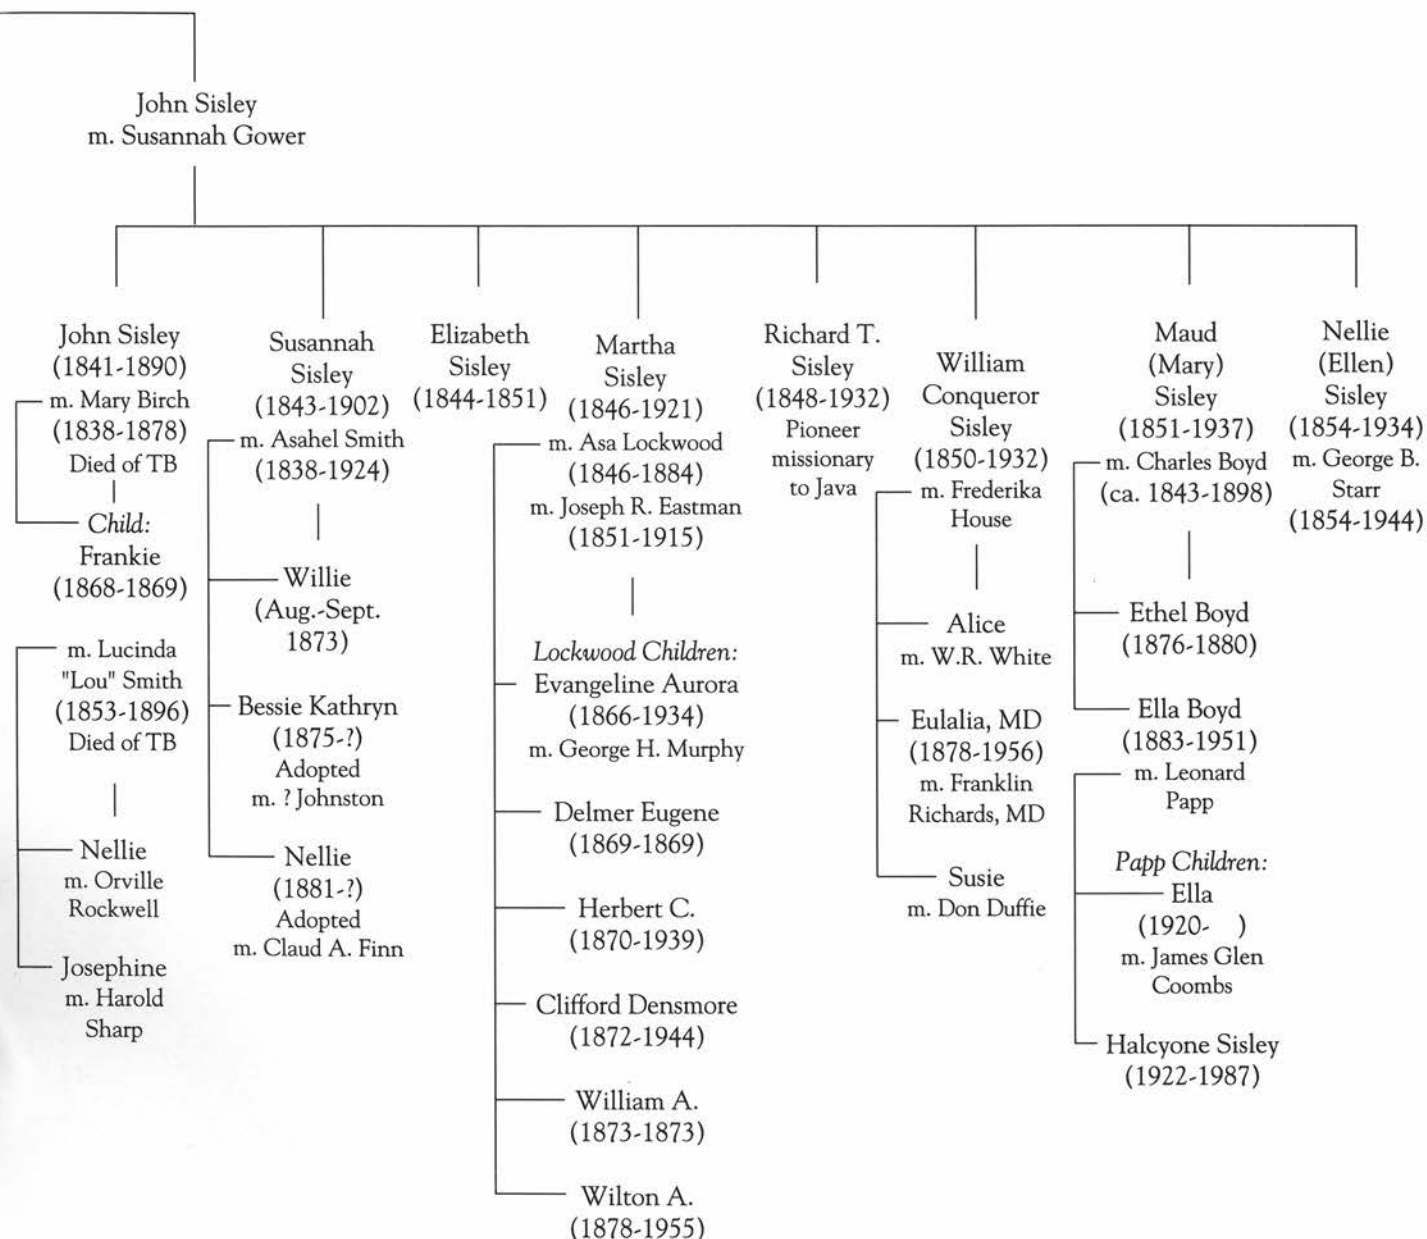 John Sisley
m. Susannah Gower
John Sisley
(1841-1890)
m. Mary Birch
(1838-1878)
Died of TB
Child:
Frankie
(1868-1869)
m. Lucinda
"Lou" Smith
(1853-1896)
Died of TB
Nellie
m. Orville
Rockwell
Josephine
m. Harold
Sharp
Susannah
Sisley
(1843-1902)
m. Asahel Smith
(1838-1924)
Willie
(Aug.-Sept.
1873)
Bessie Kathryn
(1875-?)
Adopted
m. ? Johnston
Nellie
(1881-?)
Adopted
m. Claud A. Finn
Elizabeth
Sisley
(1844-1851)
Martha
Sisley
(1846-1921)
m. Asa Lockwood
(1846-1884)
m. Joseph R. Eastman
(1851-1915)
Lockwood Children:
Evangeline Aurora
(1866-1934)
m. George H. Murphy
Delmer Eugene
(1869-1869)
Herbert C.
(1870-1939)
Clifford Densmore
(1872-1944)
William A.
(1873-1873)
Wilton A.
(1878-1955)
Richard T.
Sisley
(1848-1932)
Pioneer
missionary
to Java
William
Conqueror
Sisley
(1850-1932)
m. Frederika
House
Alice
m. W.R. White
Eulalia, MD
(1878-1956)
m. Franklin
Richards, MD
Susie
m. Don Duffie
Maud
(Mary)
Sisley
(1851-1937)
m. Charles Boyd
(ca. 1843-1898)
Ethel Boyd
(1876-1880)
Ella Boyd
(1883-1951)
m. Leonard
Papp
Papp Children:
Ella
(1920- )
m. James Glen
Coombs
Halcyone Sisley
(1922-1987)
Nellie
(Ellen)
Sisley
(1854-1934)
m. George B.
Starr
(1854-1944)